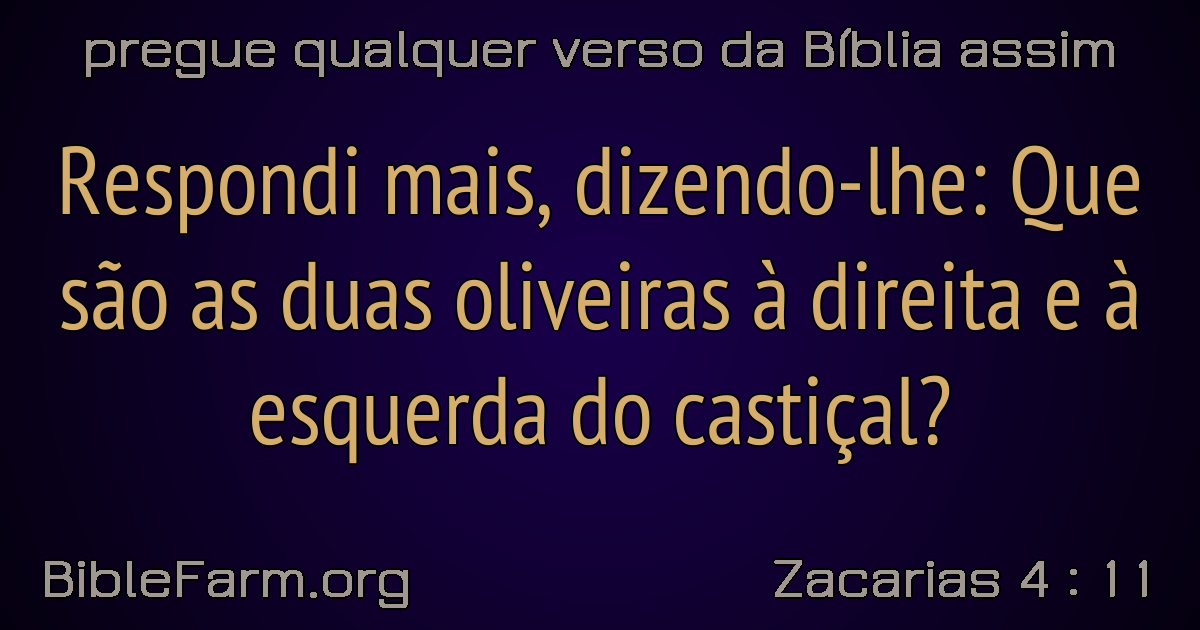 pregue qualquer verso da Bíblia assim
Respondi mais, dizendo-lhe: Que
são as duas oliveiras à direita e à
esquerda do castiçal?
BibleFarm.org
Zacarias 4 : 11